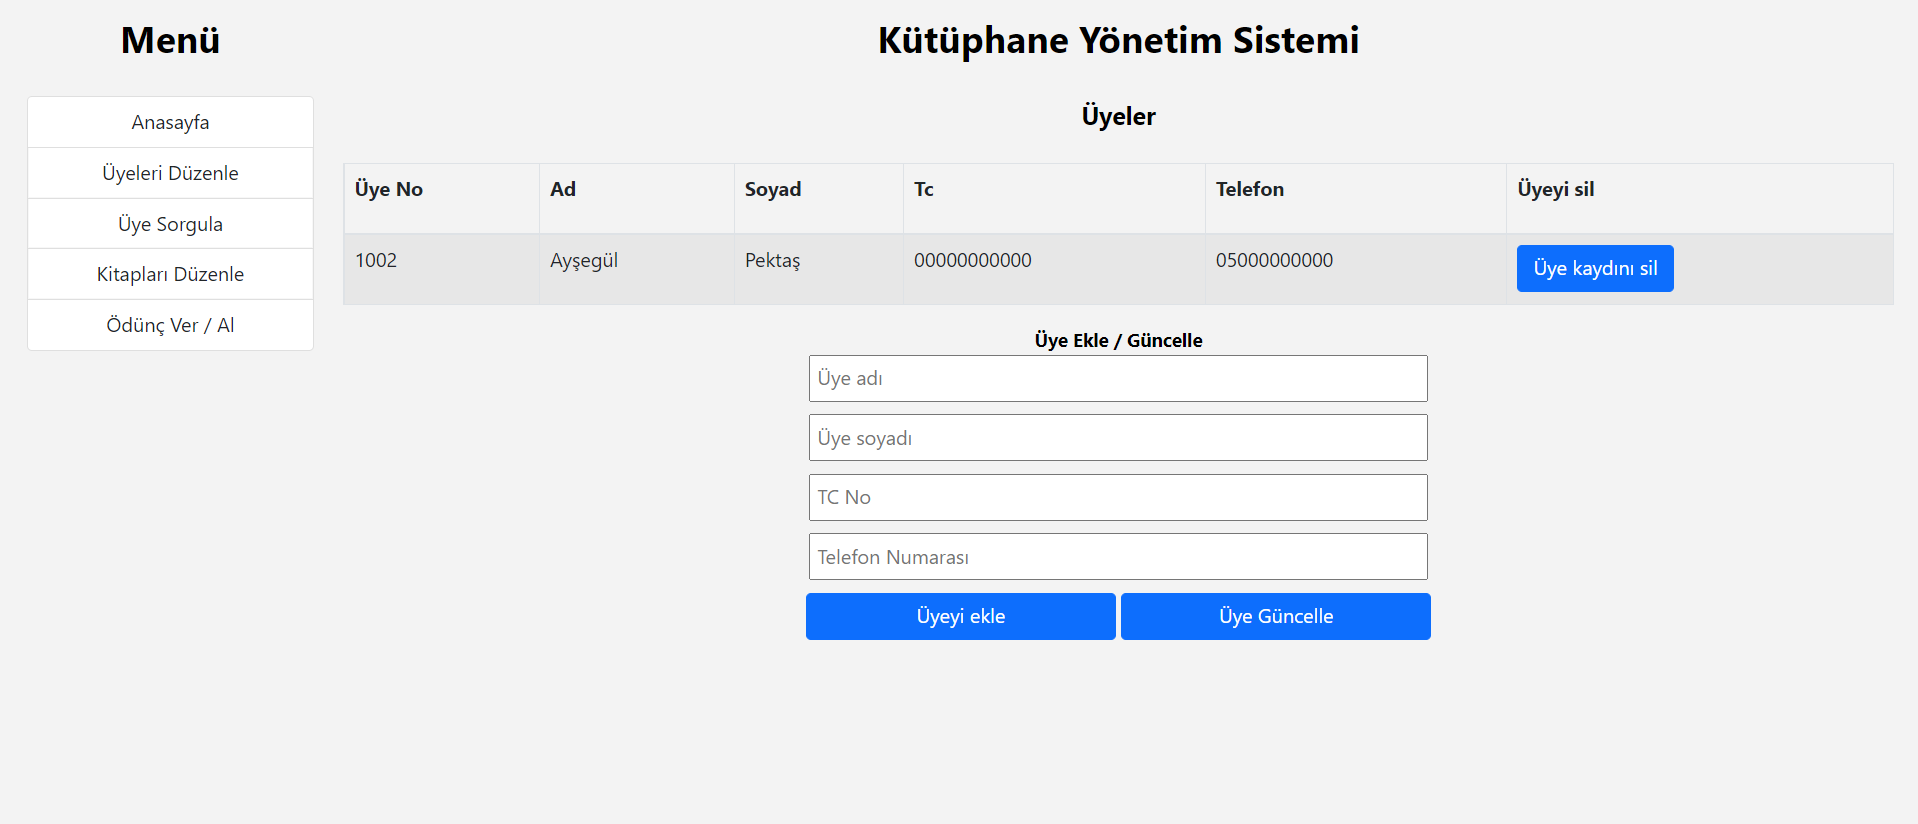 Menü
Anasayfa
Üyeleri Düzenle
Üye Sorgula
Kitapları Düzenle
Ödünç Ver / Al
Kütüphane Yönetim Sistemi
Üyeler
Üye No Ad Soyad Tc Telefon Üyeyi sil
1002 Ayşegül Pektaş 00000000000 05000000000 Üye kaydını sil
Üye Ekle / Güncelle
Üye adı
Üye soyadı
TC No
Telefon Numarası
Üyeyi ekle Üye Güncelle